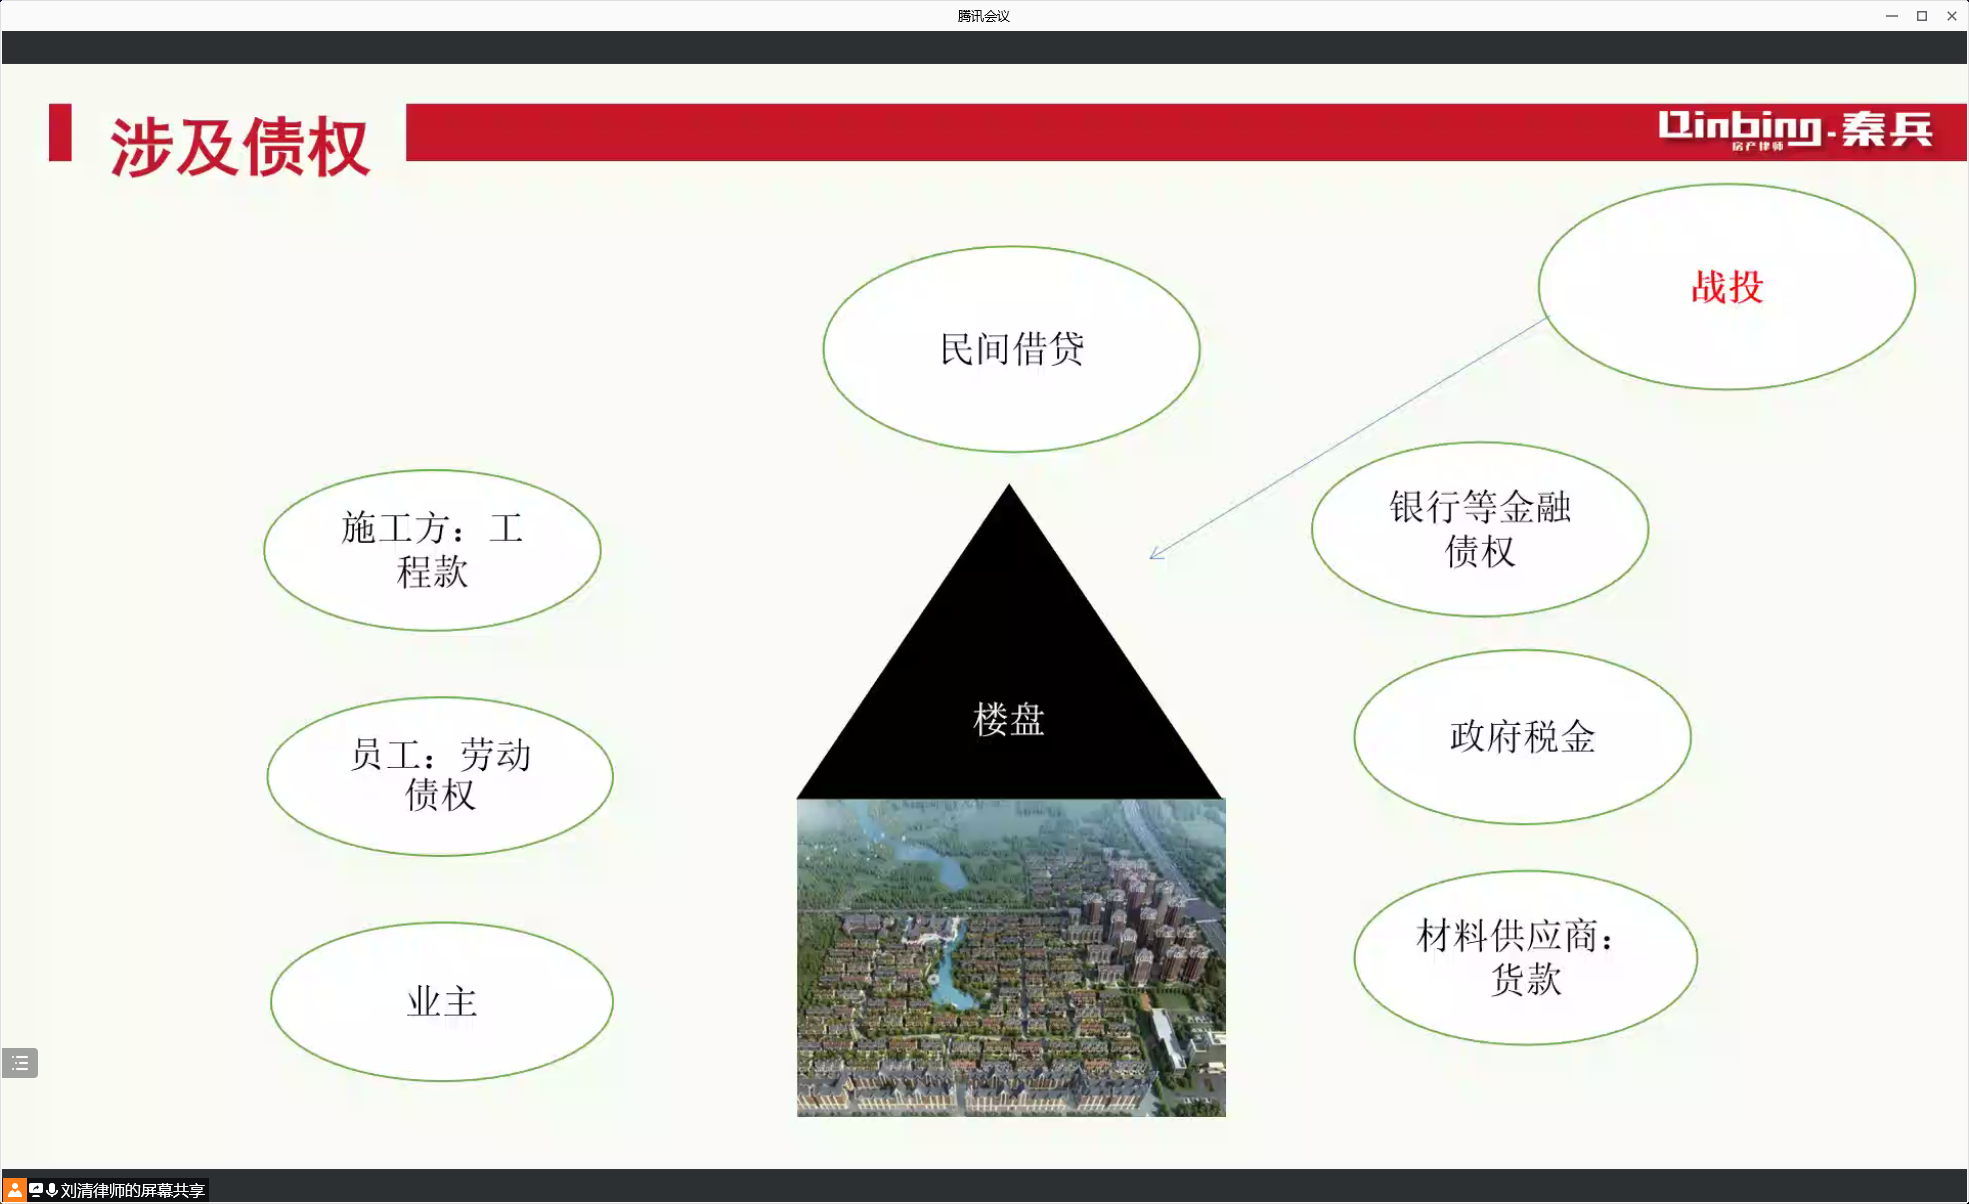 腾讯会议
涉及债权
Qinbing-秦兵
房产律师
战投
民间借贷
银行等金融
债权
施工方：工
程款
政府税金
楼盘
员工：劳动
债权
材料供应商：
货款
业主
刘清律师的屏幕共享